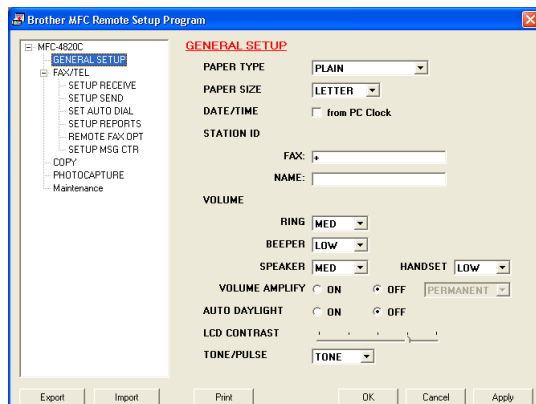 Brother MFC Remote Setup Program
MFC-4820C
GENERAL SETUP
FAX/TEL
SETUP RECEIVE
SETUP SEND
SET AUTO DIAL
SETUP REPORTS
REMOTE FAX OPT
SETUP MSG CTR
COPY
PHOTOCAPTURE
Maintenance
GENERAL SETUP
PAPER TYPE PLAIN
PAPER SIZE LETTER
DATE/TIME from PC Clock
STATION ID
FAX: +
NAME:
VOLUME
RING MED
BEEPER LOW
SPEAKER MED HANDSET LOW
VOLUME AMPLIFY ON OFF PERMANENT
AUTO DAYLIGHT ON OFF
LCD CONTRAST
TONE/PULSE TONE
Export Import Print OK Cancel Apply